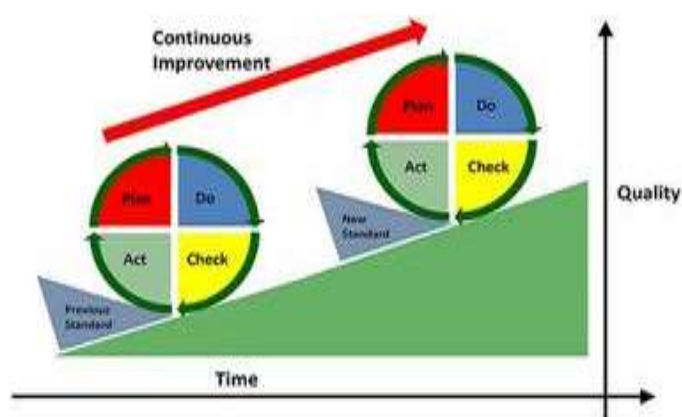 Continuous
Improvement
Plan
Do
Act
Check
Quality
Plan
Do
Act
Check
New
Standard
Previous
Standard
Time